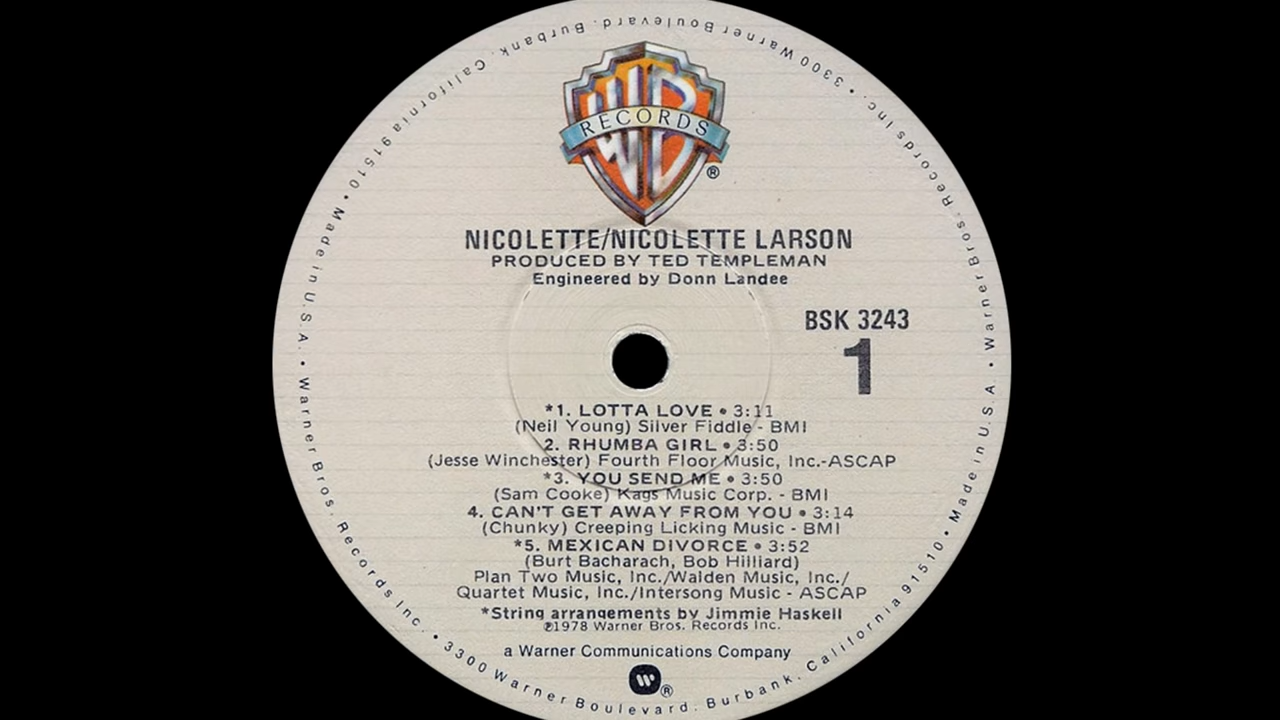 WB
RECORDS
®
NICOLETTE/NICOLETTE LARSON
PRODUCED BY TED TEMPLEMAN
Engineered by Donn Landee
BSK 3243
1
*1. LOTTA LOVE • 3:11
(Neil Young) Silver Fiddle - BMI
2. RHUMBA GIRL • 3:50
(Jesse Winchester) Fourth Floor Music, Inc.-ASCAP
*3. YOU SEND ME • 3:50
(Sam Cooke) Kags Music Corp. - BMI
4. CAN'T GET AWAY FROM YOU • 3:14
(Chunky) Creeping Licking Music - BMI
*5. MEXICAN DIVORCE • 3:52
(Burt Bacharach, Bob Hilliard)
Plan Two Music, Inc./Walden Music, Inc./
Quartet Music, Inc./Intersong Music - ASCAP
*String arrangements by Jimmie Haskell
℗1978 Warner Bros. Records Inc.
a Warner Communications Company
®
Warner Bros. Records Inc. • 3300 Warner Boulevard, Burbank, California 91510 • Made in U.S.A. • Warner Bros. Records Inc. • 3300 Warner Boulevard, Burbank, California 91510 • Made in U.S.A. •